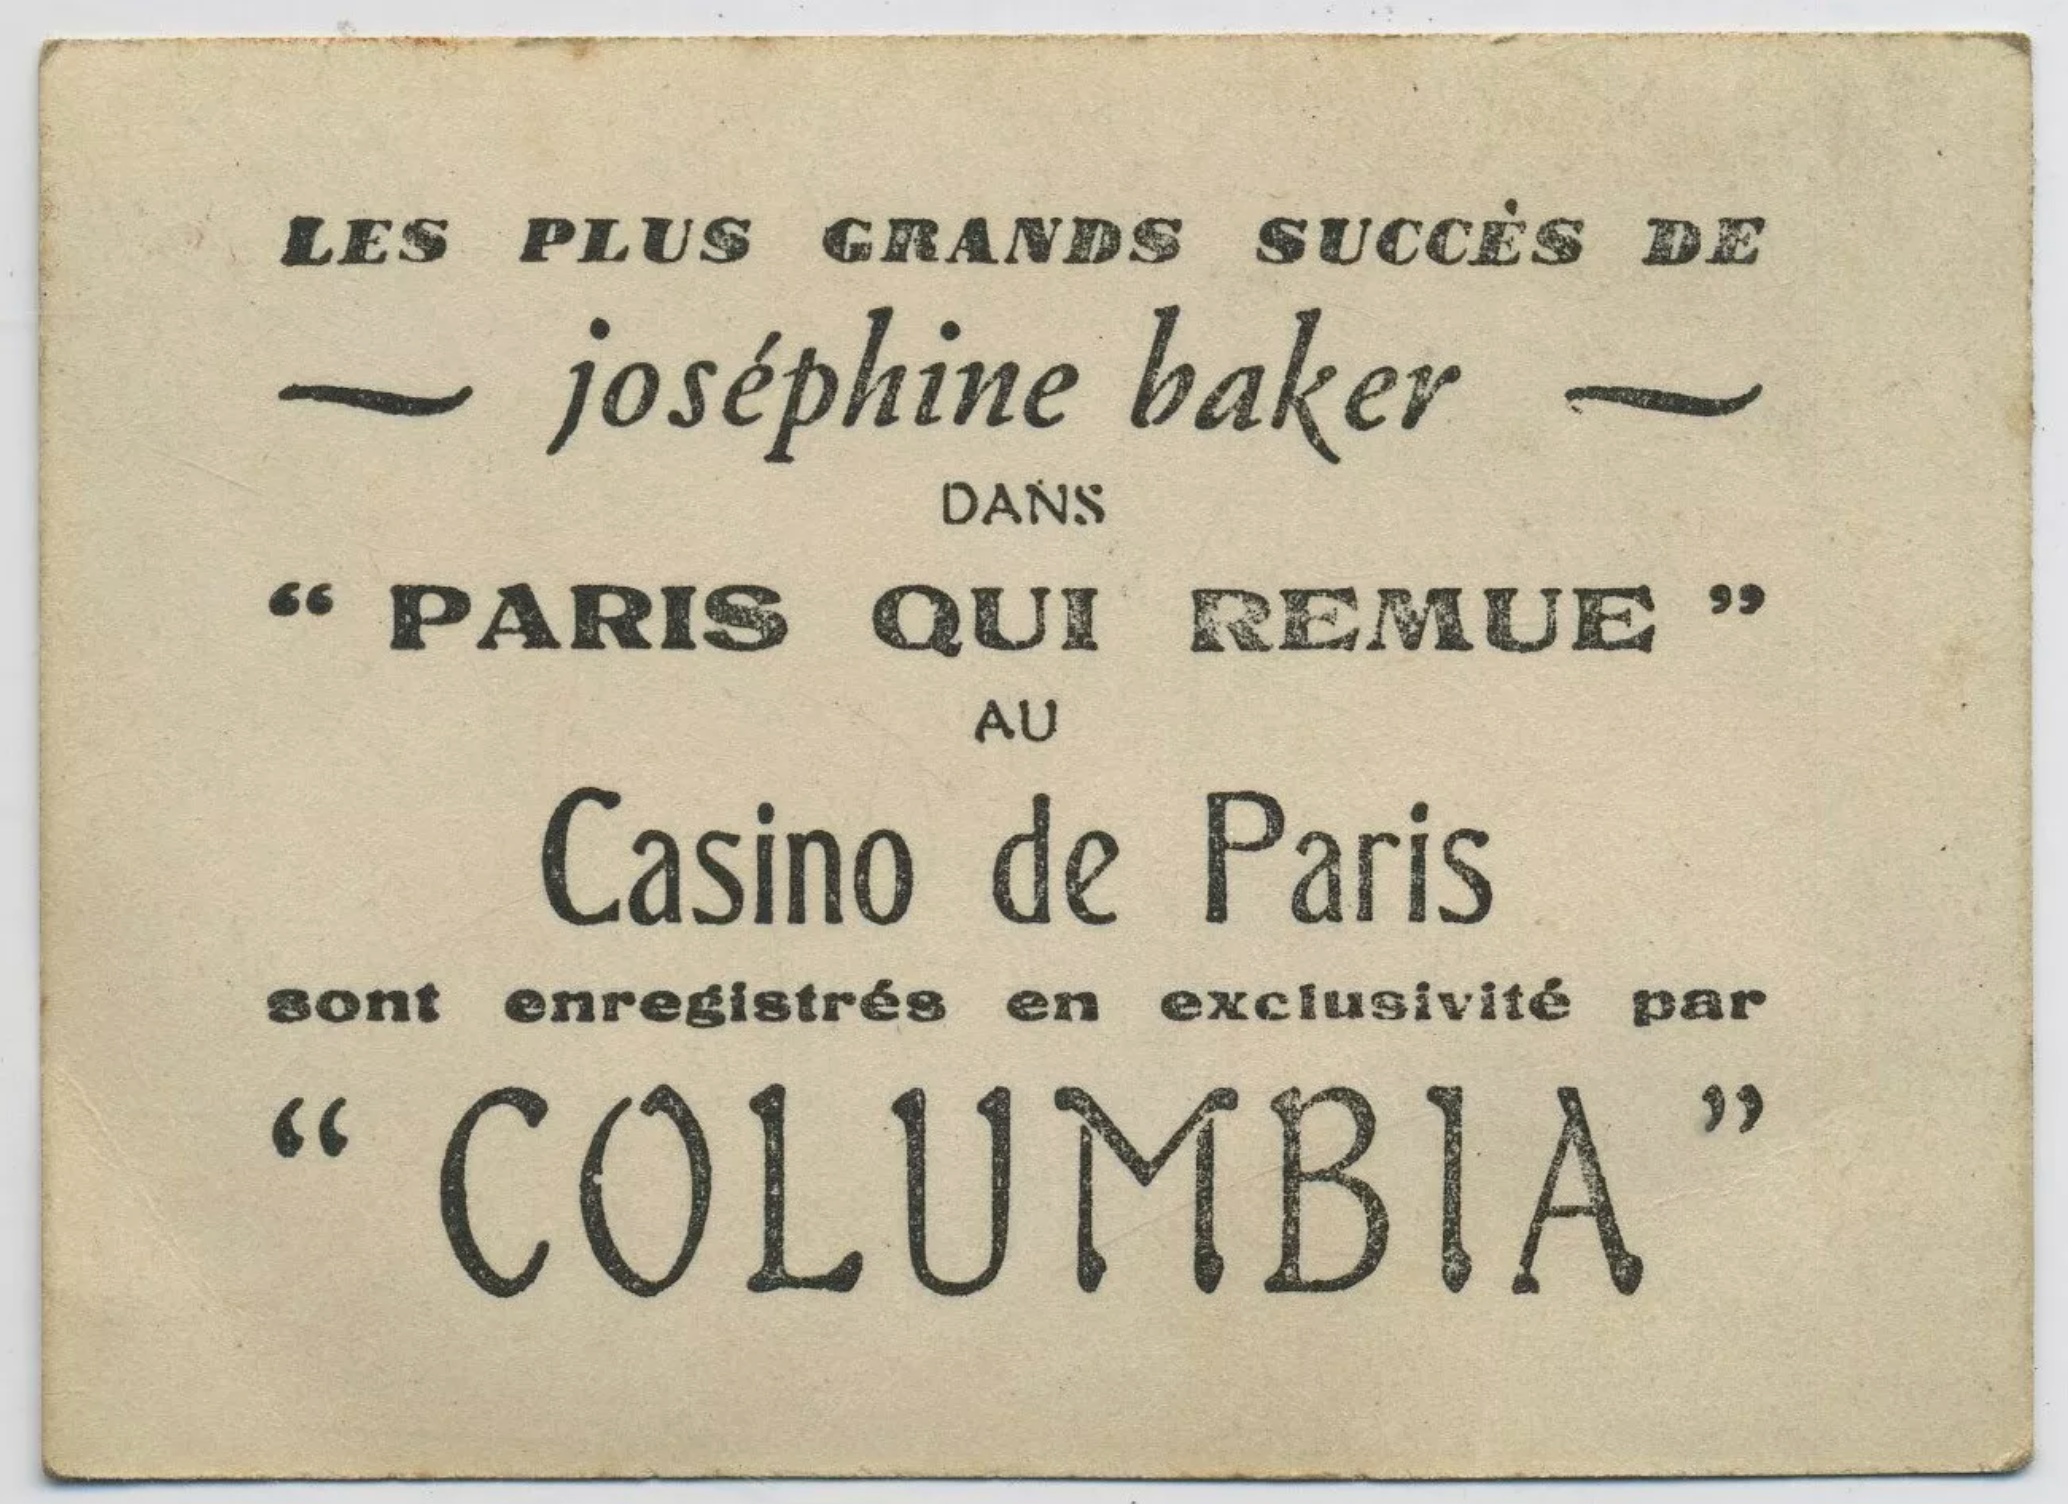 LES PLUS GRANDS SUCCÈS DE
joséphine baker
DANS
“ PARIS QUI REMUE ”
AU
Casino de Paris
sont enregistrés en exclusivité par
“ COLUMBIA ”